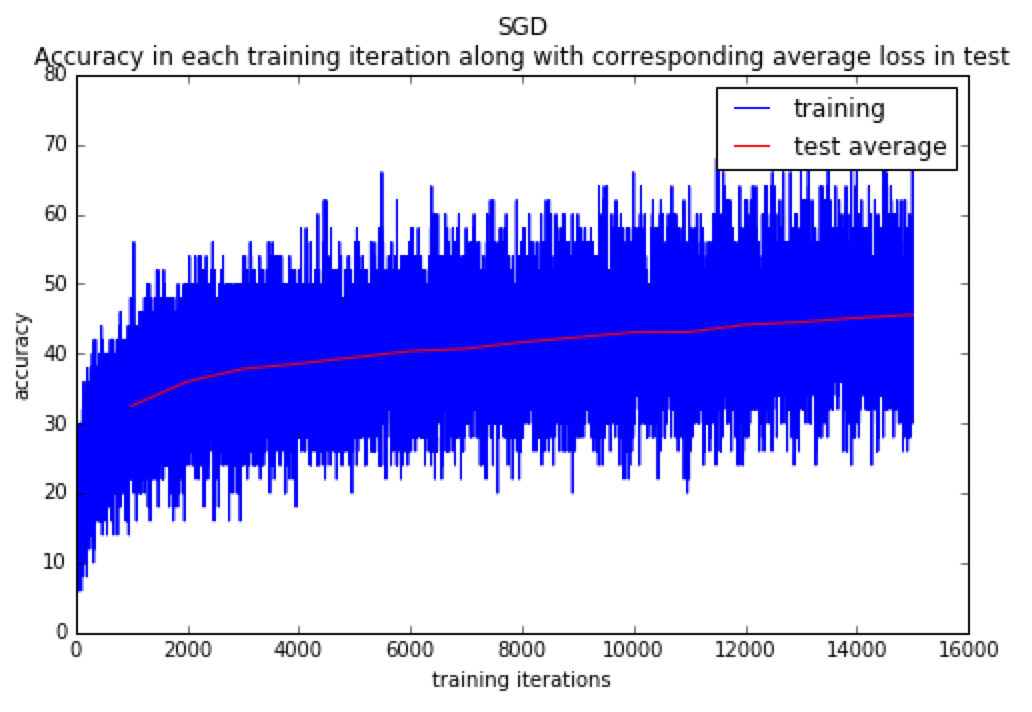 SGD
Accuracy in each training iteration along with corresponding average loss in test
80
70
60
50
40
30
20
10
0
accuracy
training
test average
0 2000 4000 6000 8000 10000 12000 14000 16000
training iterations